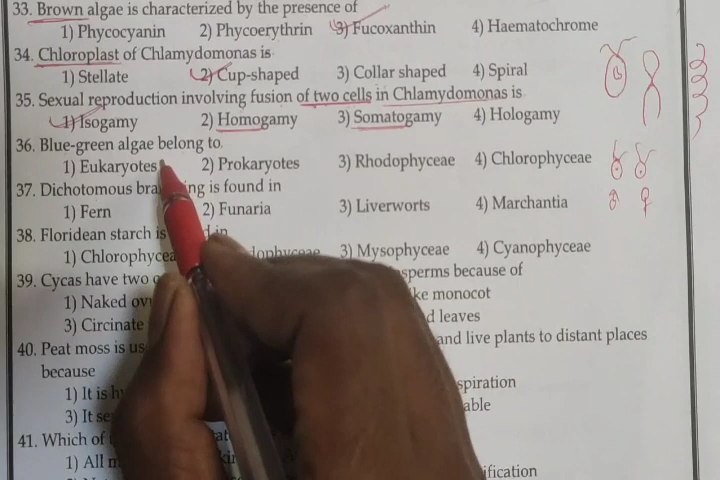 33. Brown algae is characterized by the presence of
1) Phycocyanin 2) Phycoerythrin 3) Fucoxanthin 4) Haematochrome
34. Chloroplast of Chlamydomonas is
1) Stellate 2) Cup-shaped 3) Collar shaped 4) Spiral
35. Sexual reproduction involving fusion of two cells in Chlamydomonas is
1) Isogamy 2) Homogamy 3) Somatogamy 4) Hologamy
36. Blue-green algae belong to.
1) Eukaryotes 2) Prokaryotes 3) Rhodophyceae 4) Chlorophyceae
37. Dichotomous bra ing is found in
1) Fern 2) Funaria 3) Liverworts 4) Marchantia
38. Floridean starch is d in
1) Chlorophycea dophyceae 3) Mysophyceae 4) Cyanophyceae
39. Cycas have two sperms because of
1) Naked ov ke monocot
3) Circinate d leaves
40. Peat moss is us and live plants to distant places
because
1) It is h spiration
3) It se able
41. Which of
1) All ification